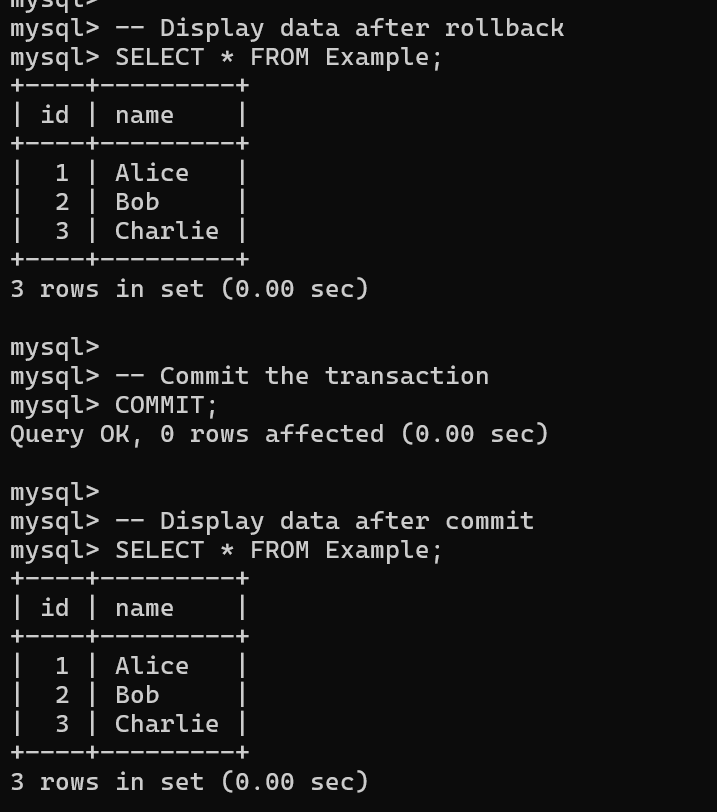 mysql>
mysql> -- Display data after rollback
mysql> SELECT * FROM Example;
+----+---------+
| id | name    |
+----+---------+
|  1 | Alice   |
|  2 | Bob     |
|  3 | Charlie |
+----+---------+
3 rows in set (0.00 sec)

mysql>
mysql> -- Commit the transaction
mysql> COMMIT;
Query OK, 0 rows affected (0.00 sec)

mysql>
mysql> -- Display data after commit
mysql> SELECT * FROM Example;
+----+---------+
| id | name    |
+----+---------+
|  1 | Alice   |
|  2 | Bob     |
|  3 | Charlie |
+----+---------+
3 rows in set (0.00 sec)